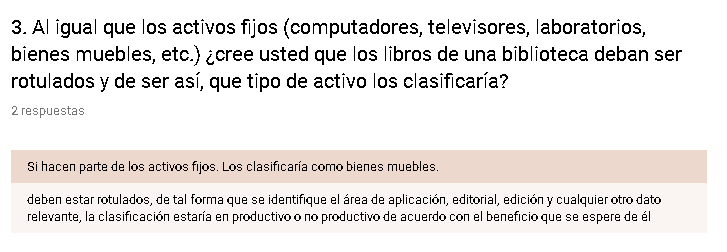 3. Al igual que los activos fijos (computadores, televisores, laboratorios,
bienes muebles, etc.) ¿cree usted que los libros de una biblioteca deban ser
rotulados y de ser así, que tipo de activo los clasificaría?
2 respuestas
Si hacen parte de los activos fijos. Los clasificaría como bienes muebles.
deben estar rotulados, de tal forma que se identifique el área de aplicación, editorial, edición y cualquier otro dato
relevante, la clasificación estaría en productivo o no productivo de acuerdo con el beneficio que se espere de él